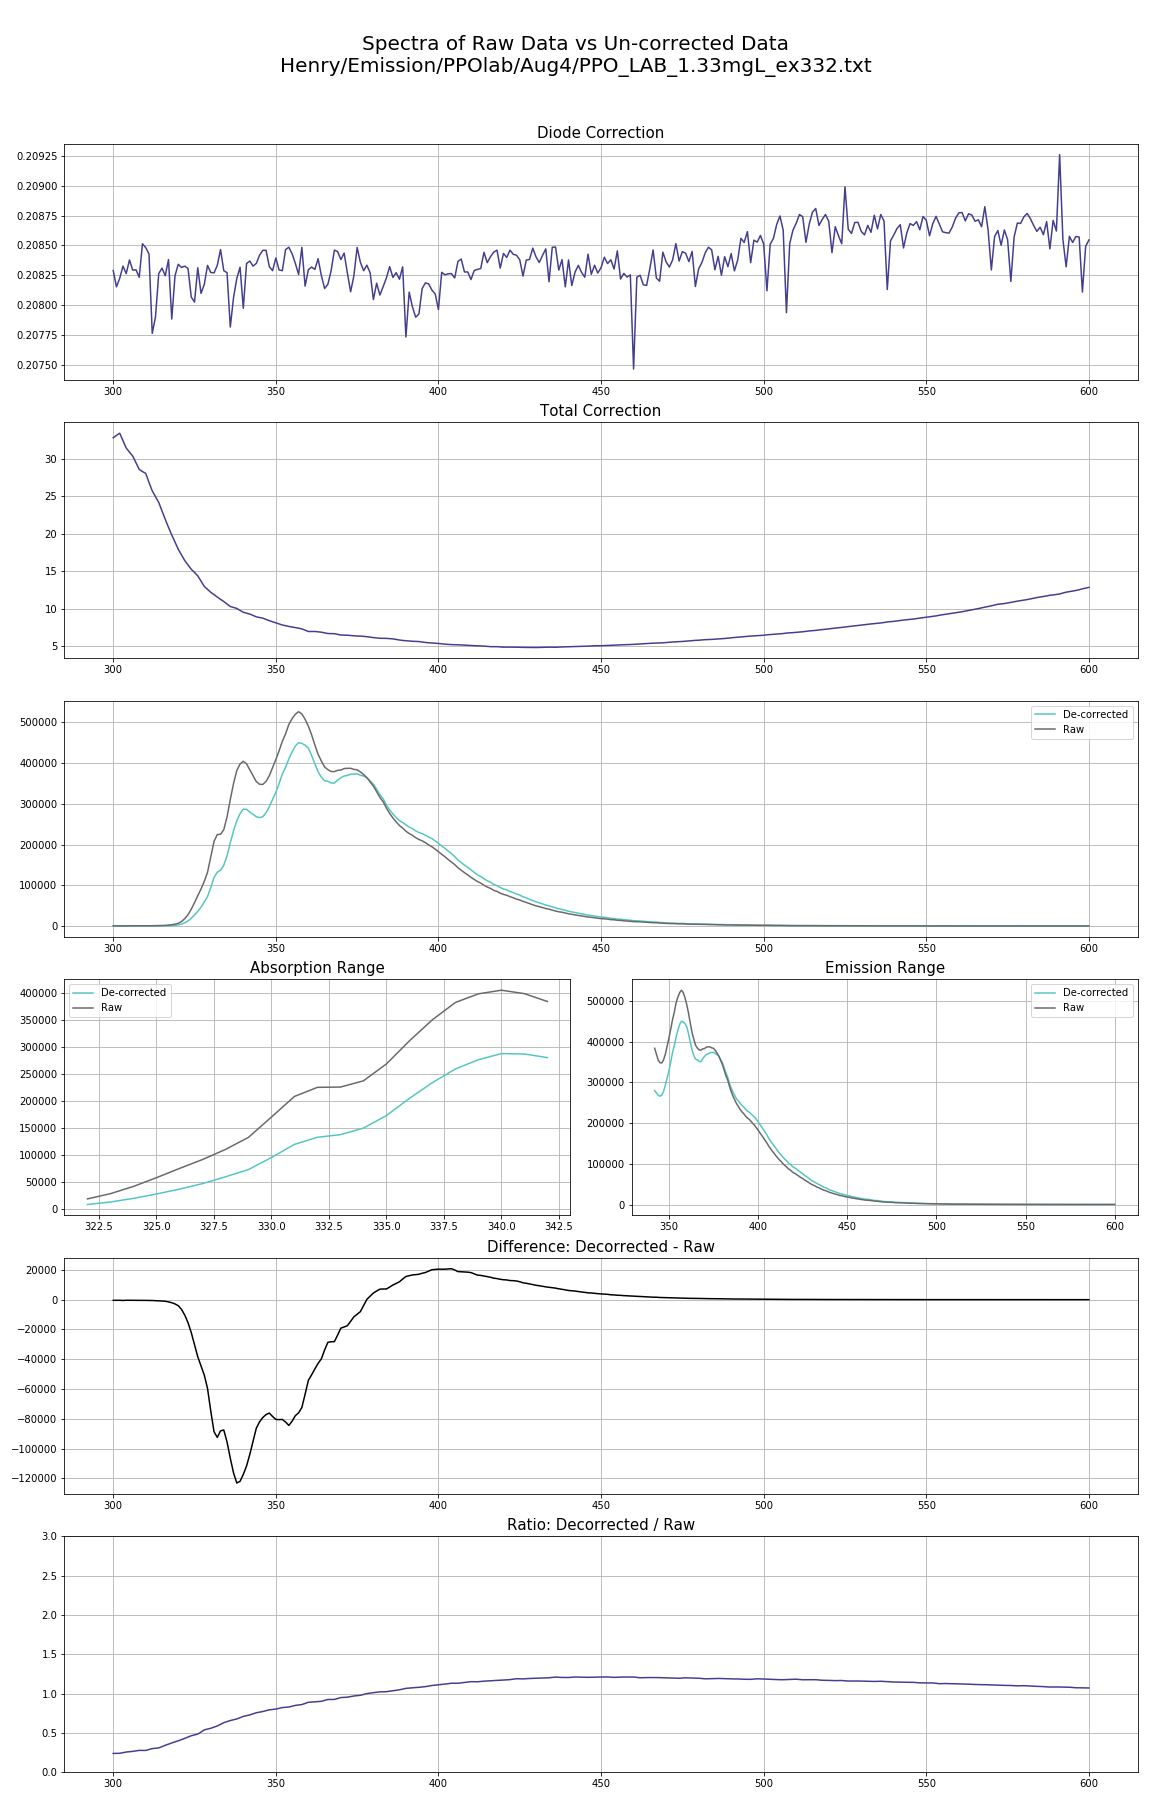 Spectra of Raw Data vs Un-corrected Data
Henry/Emission/PPOlab/Aug4/PPO_LAB_1.33mgL_ex332.txt
Diode Correction
0.20925
0.20900
0.20875
0.20850
0.20825
0.20800
0.20775
0.20750
300 350 400 450 500 550 600
Total Correction
30
25
20
15
10
5
300 350 400 450 500 550 600
500000
400000
300000
200000
100000
0
De-corrected
Raw
300 350 400 450 500 550 600
Absorption Range
De-corrected
Raw
400000
350000
300000
250000
200000
150000
100000
50000
0
322.5 325.0 327.5 330.0 332.5 335.0 337.5 340.0 342.5
Emission Range
De-corrected
Raw
500000
400000
300000
200000
100000
0
350 400 450 500 550 600
Difference: Decorrected - Raw
20000
0
−20000
−40000
−60000
−80000
−100000
−120000
300 350 400 450 500 550 600
Ratio: Decorrected / Raw
3.0
2.5
2.0
1.5
1.0
0.5
0.0
300 350 400 450 500 550 600